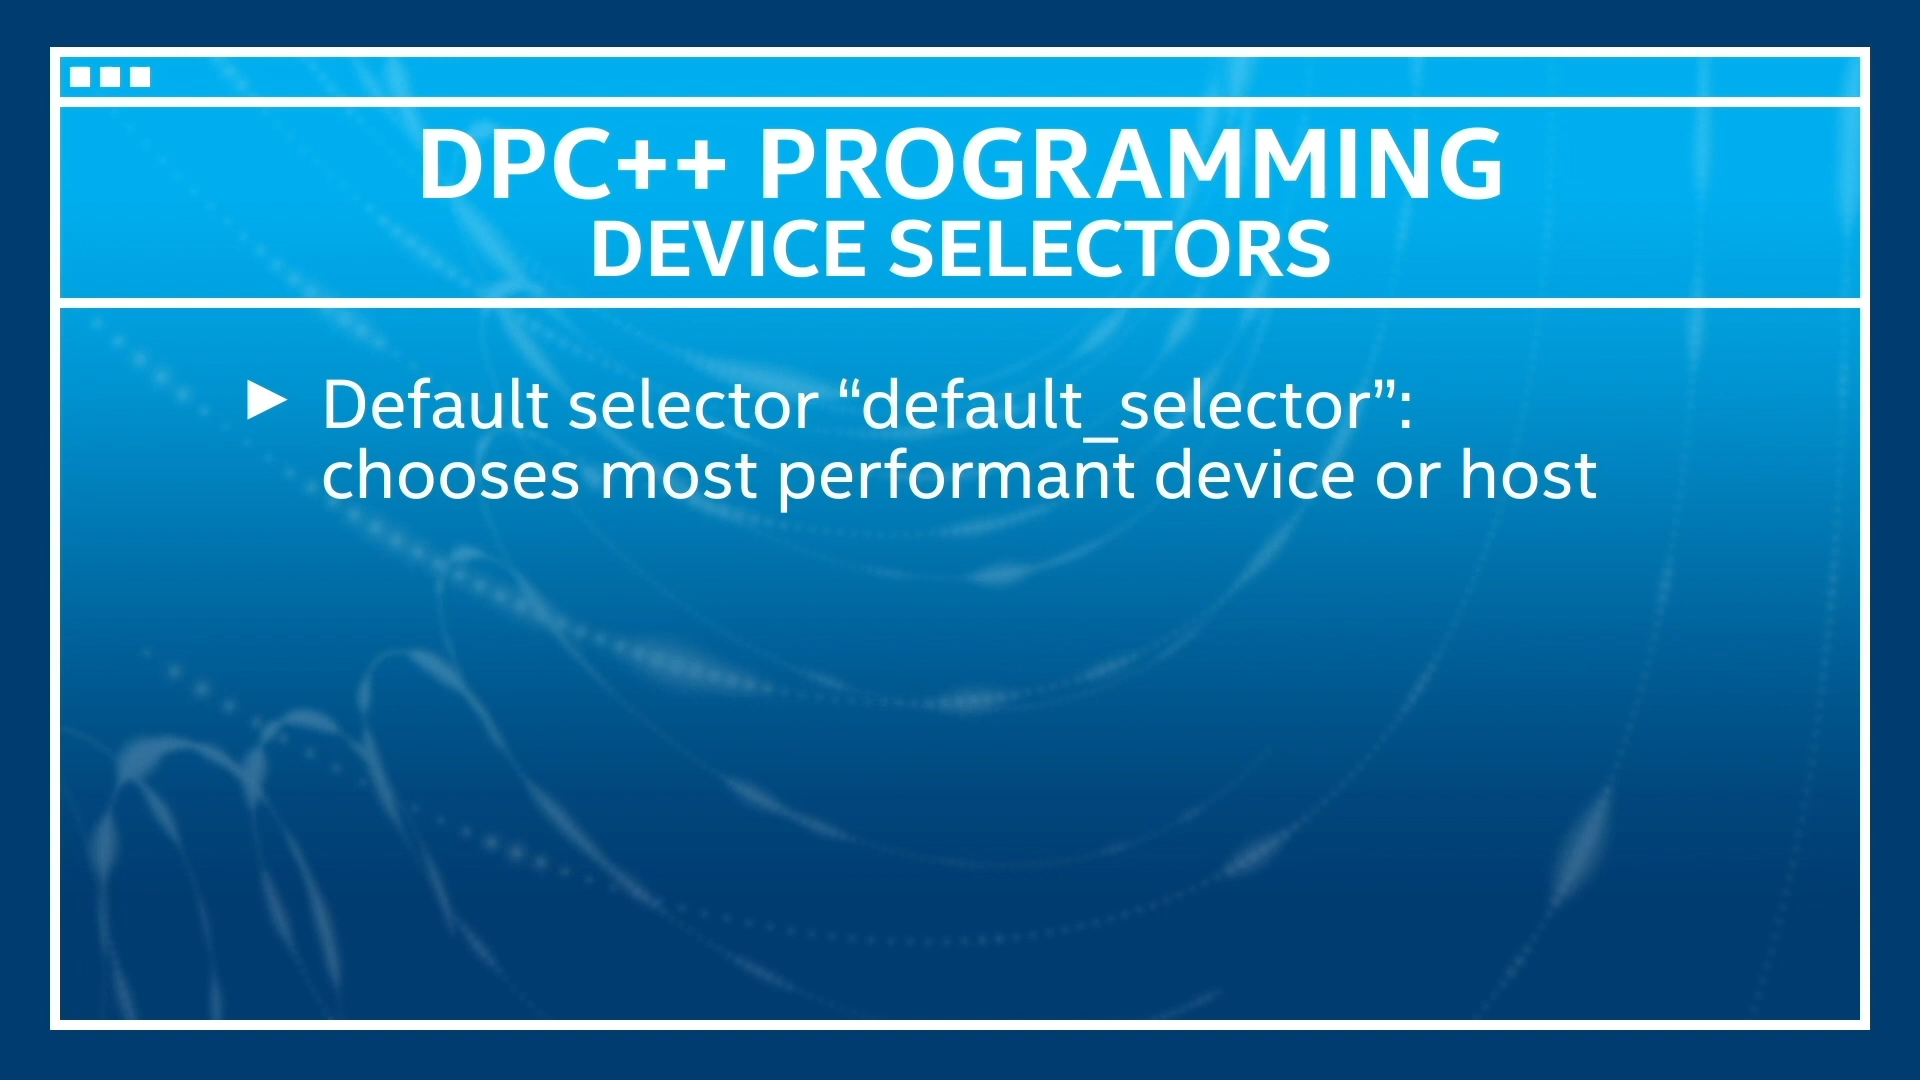 DPC++ PROGRAMMING
DEVICE SELECTORS
► Default selector “default_selector”:
chooses most performant device or host